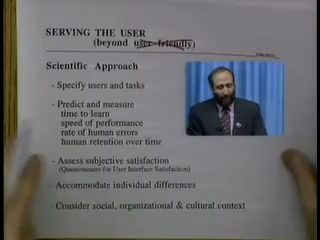 SERVING THE USER
(beyond user-friendly)
Scientific Approach
- Specify users and tasks
- Predict and measure
time to learn
speed of performance
rate of human errors
human retention over time
- Assess subjective satisfaction
(Questionnaire for User Interface Satisfaction)
- Accommodate individual differences
- Consider social, organizational & cultural context